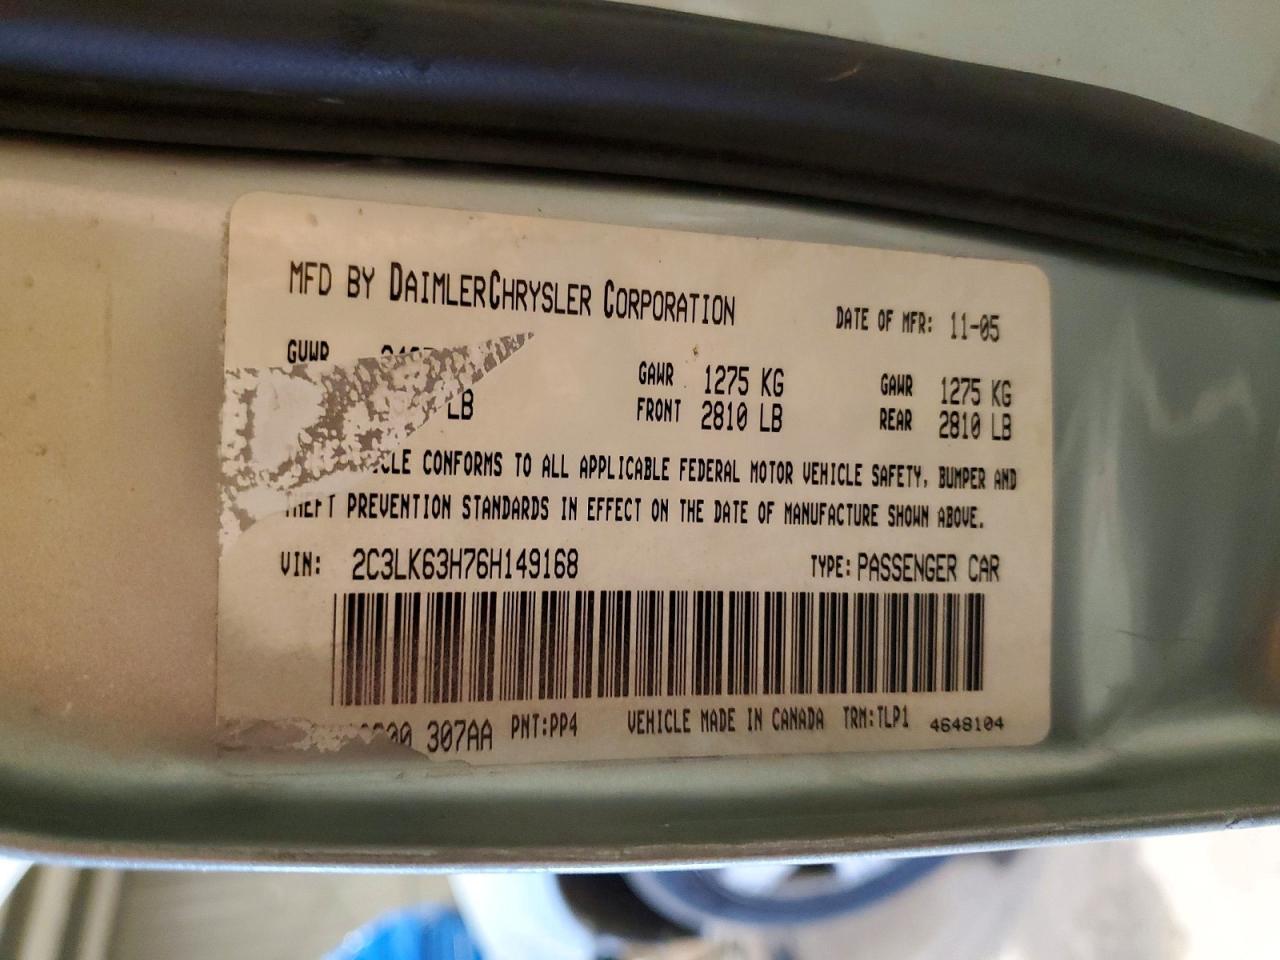 MFD BY DAIMLERCHRYSLER CORPORATION DATE OF MFR: 11-05
GVWR GAWR 1275 KG GAWR 1275 KG
LB FRONT 2810 LB REAR 2810 LB
CONFORMS TO ALL APPLICABLE FEDERAL MOTOR VEHICLE SAFETY, BUMPER AND
THEFT PREVENTION STANDARDS IN EFFECT ON THE DATE OF MANUFACTURE SHOWN ABOVE.
VIN: 2C3LK63H76H149168 TYPE: PASSENGER CAR
307AA PNT:PP4 VEHICLE MADE IN CANADA TRM:TLP1 4648104